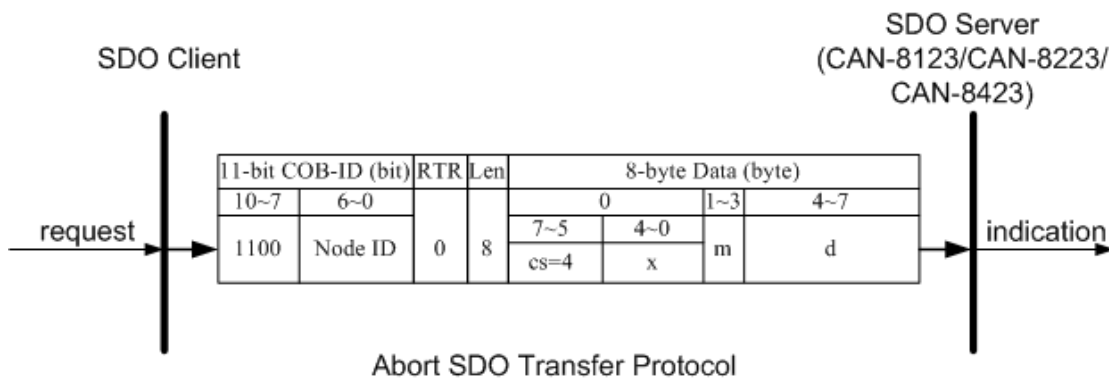 SDO Client
SDO Server
(CAN-8123/CAN-8223/
CAN-8423)
11-bit COB-ID (bit) RTR Len 8-byte Data (byte)
10~7 6~0 0 1~3 4~7
request 1100 Node ID 0 8 7~5 4~0 m d indication
cs=4 x
Abort SDO Transfer Protocol